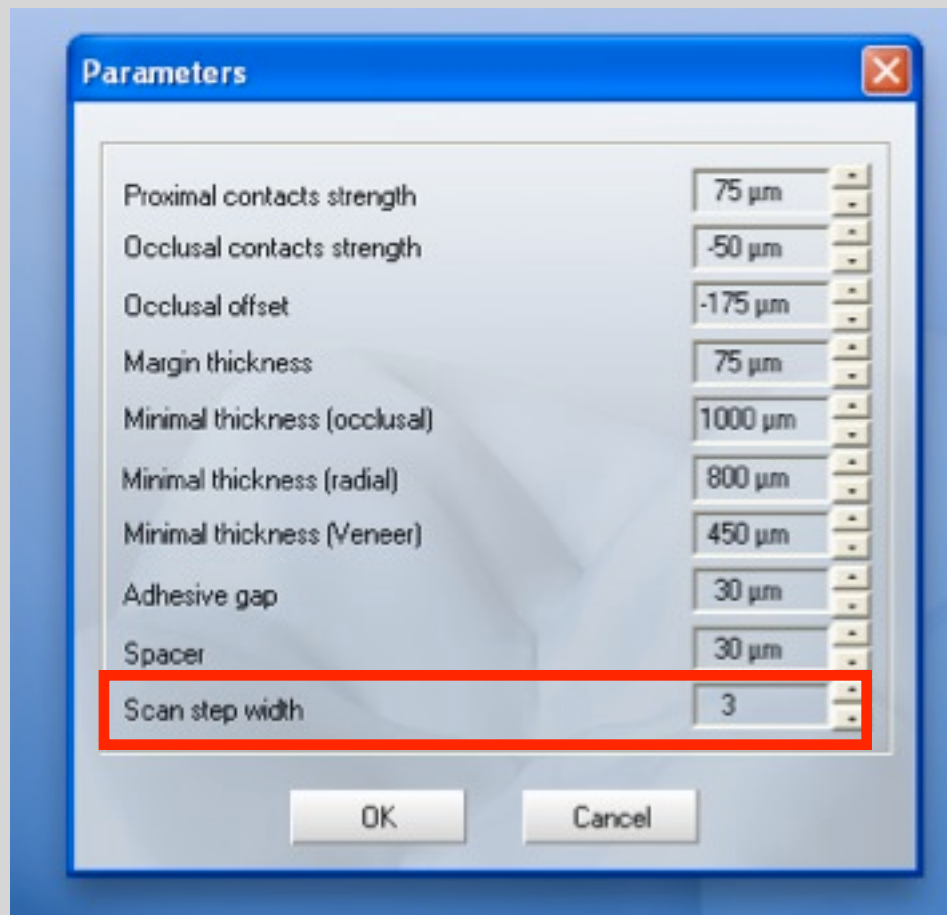 Parameters
Proximal contacts strength 75 µm
Occlusal contacts strength -50 µm
Occlusal offset -175 µm
Margin thickness 75 µm
Minimal thickness (occlusal) 1000 µm
Minimal thickness (radial) 800 µm
Minimal thickness (Veneer) 450 µm
Adhesive gap 30 µm
Spacer 30 µm
Scan step width 3
OK Cancel